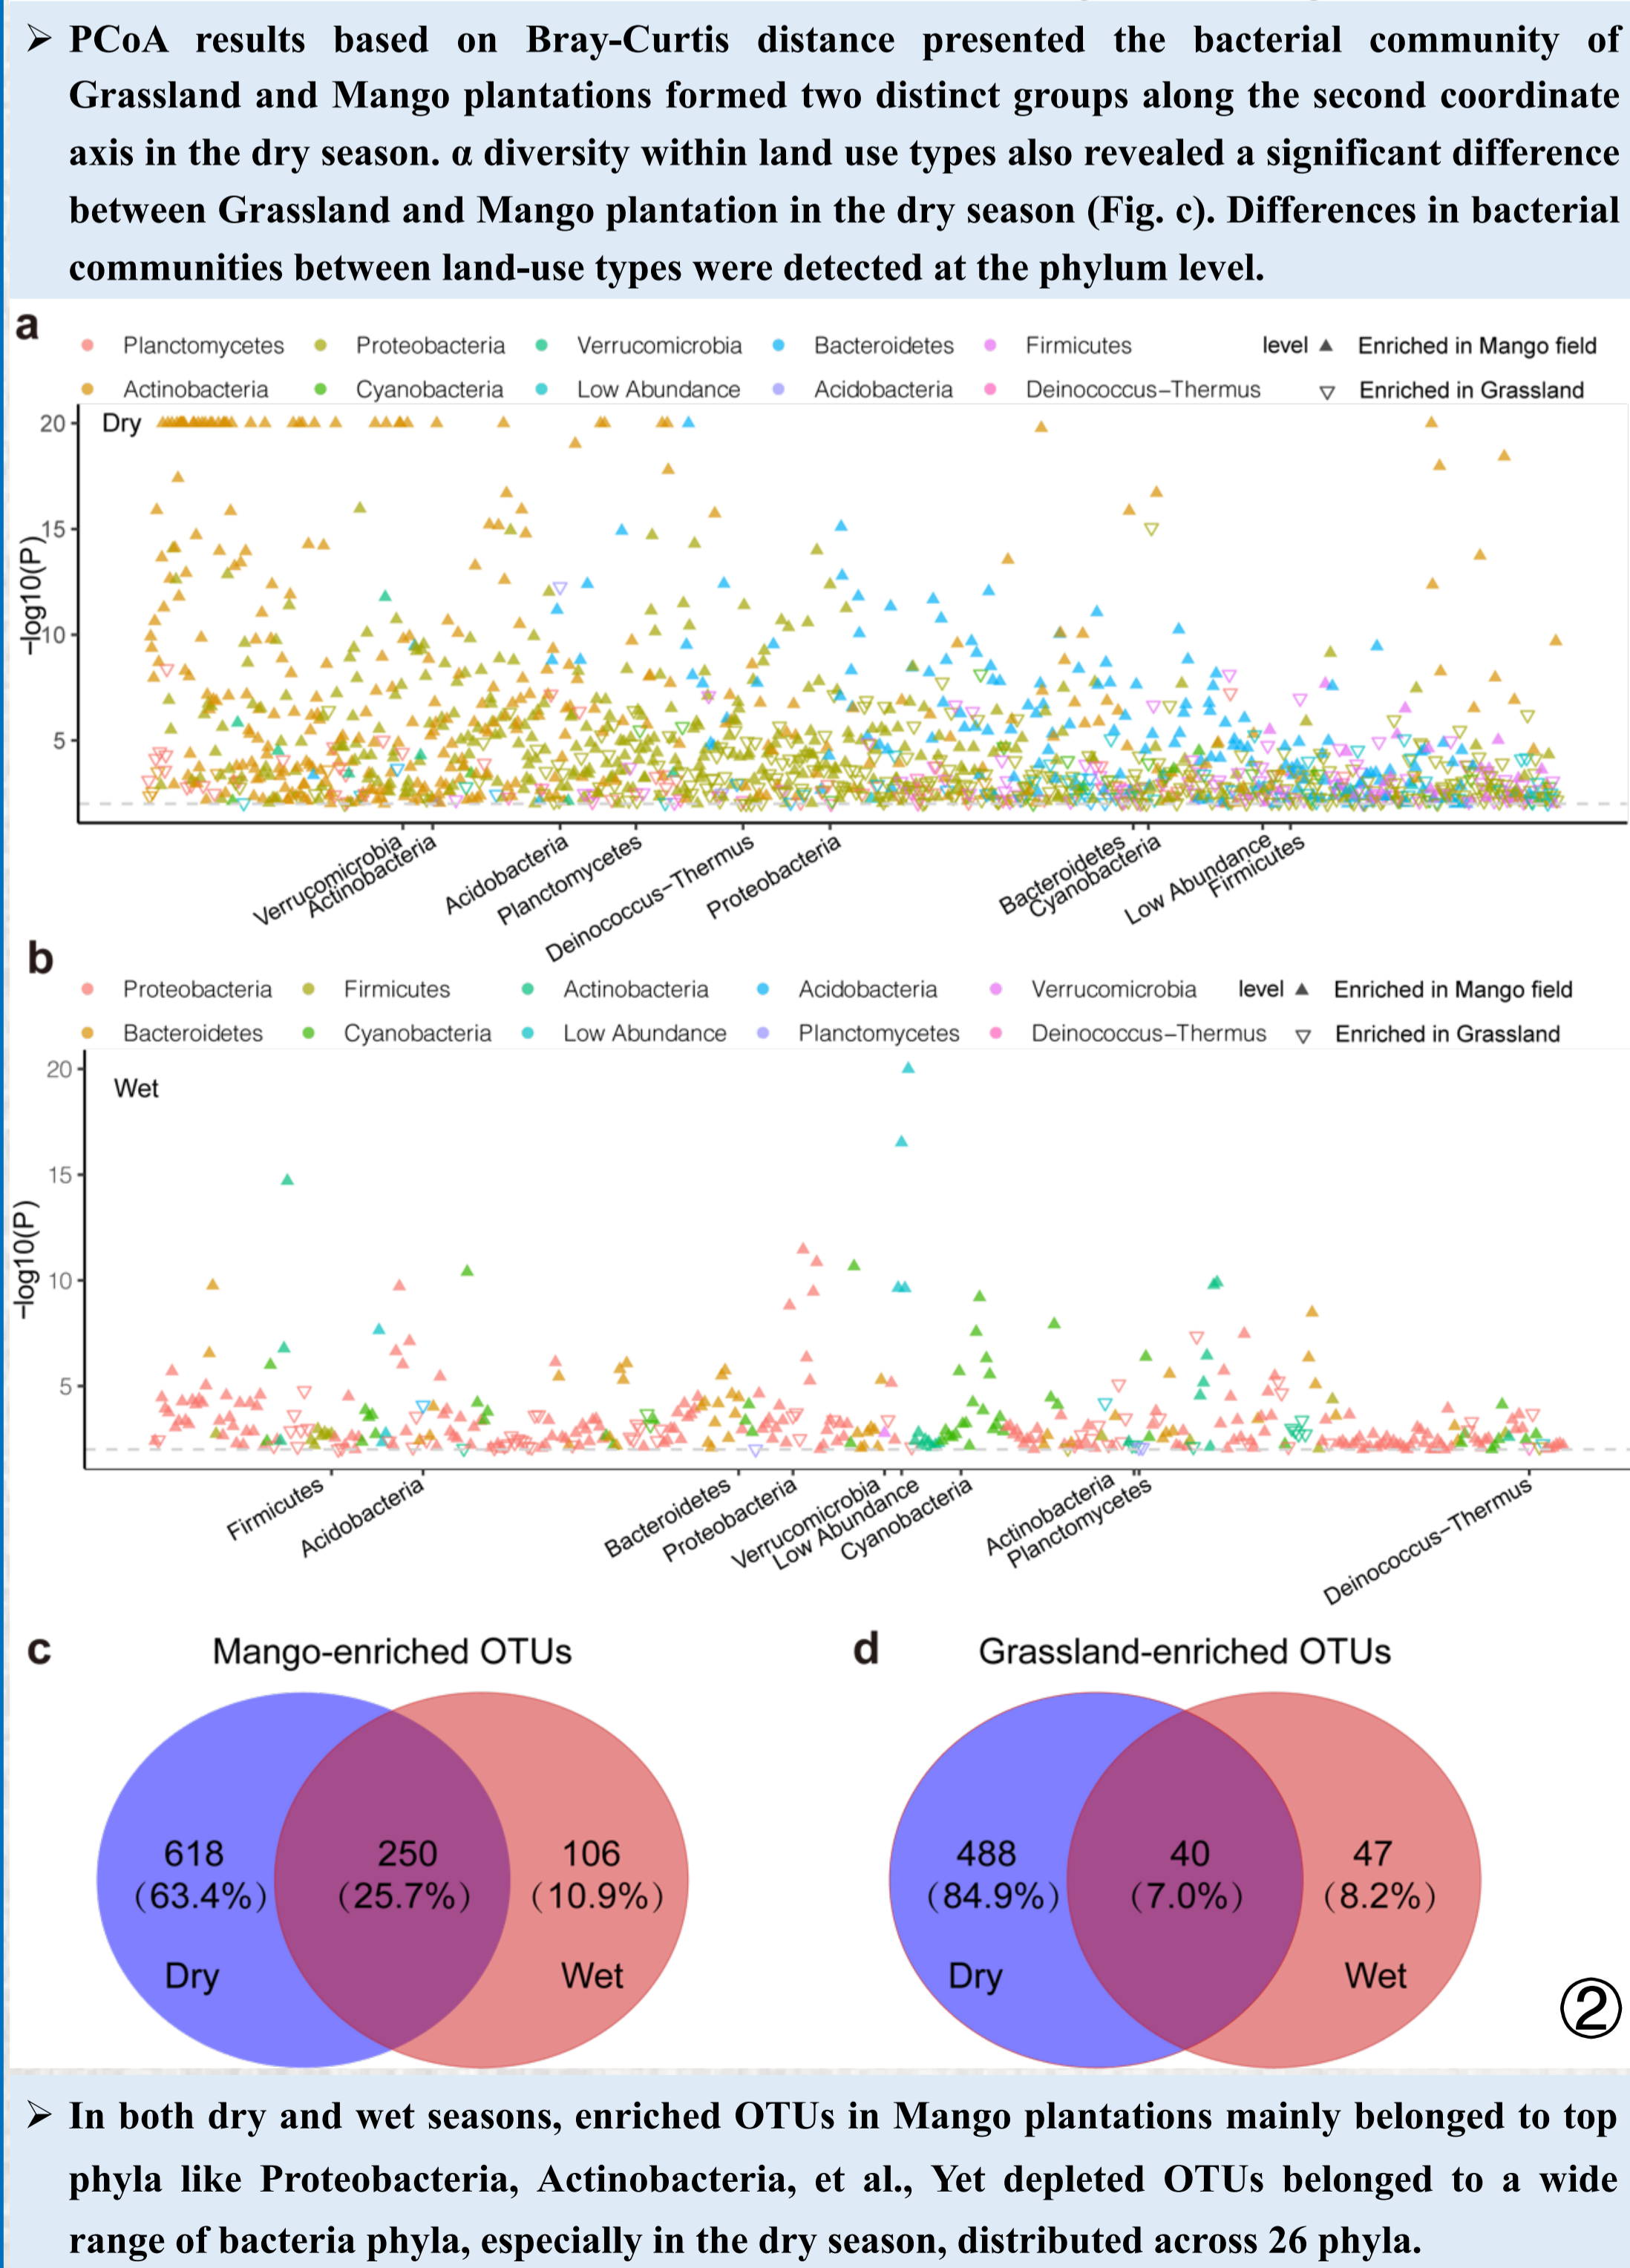 ➢ PCoA results based on Bray-Curtis distance presented the bacterial community of
Grassland and Mango plantations formed two distinct groups along the second coordinate
axis in the dry season. α diversity within land use types also revealed a significant difference
between Grassland and Mango plantation in the dry season (Fig. c). Differences in bacterial
communities between land-use types were detected at the phylum level.
a
Planctomycetes Proteobacteria Verrucomicrobia Bacteroidetes Firmicutes level Enriched in Mango field
Actinobacteria Cyanobacteria Low Abundance Acidobacteria Deinococcus−Thermus Enriched in Grassland
Dry
20
15
10
5
−log10(P)
Verrucomicrobia
Actinobacteria
Acidobacteria
Planctomycetes
Deinococcus−Thermus
Proteobacteria
Bacteroidetes
Cyanobacteria
Low Abundance
Firmicutes
b
Proteobacteria Firmicutes Actinobacteria Acidobacteria Verrucomicrobia level Enriched in Mango field
Bacteroidetes Cyanobacteria Low Abundance Planctomycetes Deinococcus−Thermus Enriched in Grassland
Wet
20
15
10
5
−log10(P)
Firmicutes
Acidobacteria
Bacteroidetes
Proteobacteria
Verrucomicrobia
Low Abundance
Cyanobacteria
Actinobacteria
Planctomycetes
Deinococcus−Thermus
c Mango-enriched OTUs
618 250 106
(63.4%) (25.7%) (10.9%)
Dry Wet
d Grassland-enriched OTUs
488 40 47
(84.9%) (7.0%) (8.2%)
Dry Wet
②
➢ In both dry and wet seasons, enriched OTUs in Mango plantations mainly belonged to top
phyla like Proteobacteria, Actinobacteria, et al., Yet depleted OTUs belonged to a wide
range of bacteria phyla, especially in the dry season, distributed across 26 phyla.